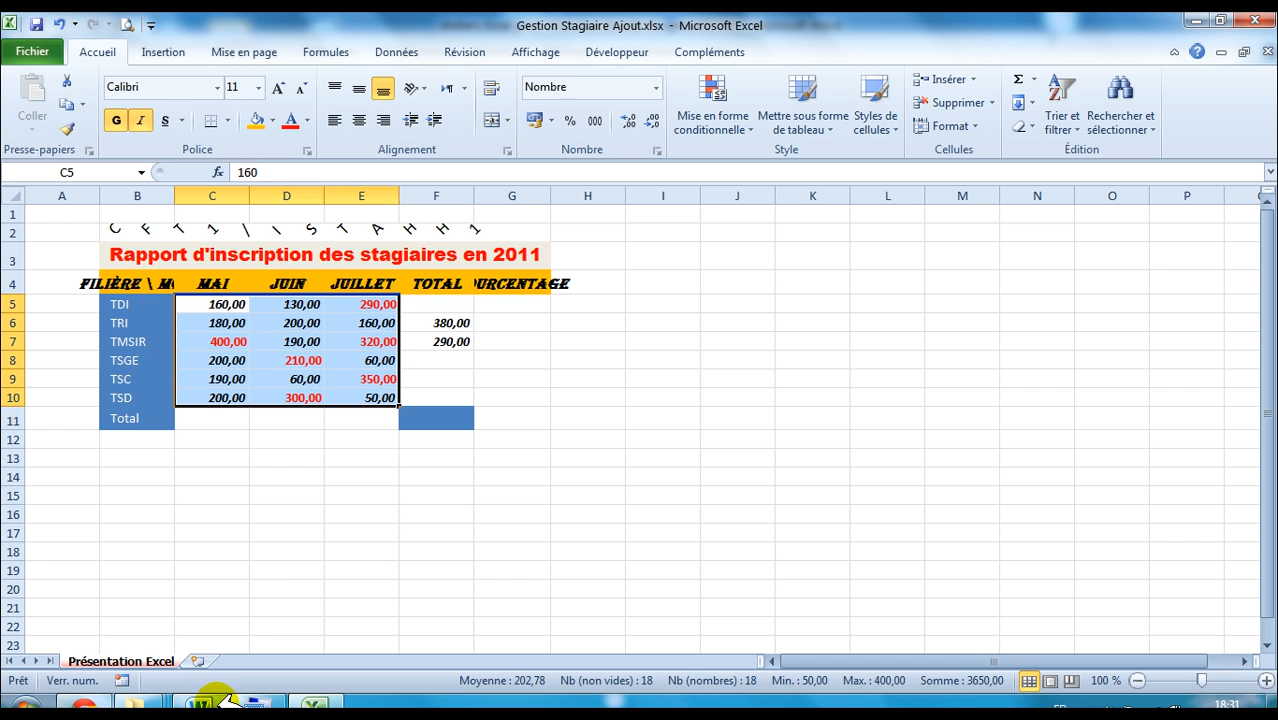 Gestion Stagiaire Ajout.xlsx - Microsoft Excel
Fichier Accueil Insertion Mise en page Formules Données Révision Affichage Développeur Compléments
Coller
Presse-papiers
Calibri 11
G I S
Police
Alignement
Nombre
% 000
Nombre
Mise en forme conditionnelle
Mettre sous forme de tableau
Styles de cellules
Style
Insérer
Supprimer
Format
Cellules
Σ
Trier et filtrer
Rechercher et sélectionner
Édition
C5 fx 160
A B C D E F G H I J K L M N O P
1
2 C F T 1 / I S T A H H 1
3 Rapport d'inscription des stagiaires en 2011
4 FILIÈRE \ MO MAI JUIN JUILLET TOTAL OURCENTAGE
5 TDI 160,00 130,00 290,00
6 TRI 180,00 200,00 160,00 380,00
7 TMSIR 400,00 190,00 320,00 290,00
8 TSGE 200,00 210,00 60,00
9 TSC 190,00 60,00 350,00
10 TSD 200,00 300,00 50,00
11 Total
12
13
14
15
16
17
18
19
20
21
22
23
Présentation Excel
Prêt Verr. num. Moyenne : 202,78 Nb (non vides) : 18 Nb (nombres) : 18 Min. : 50,00 Max. : 400,00 Somme : 3650,00 100 %
18:31